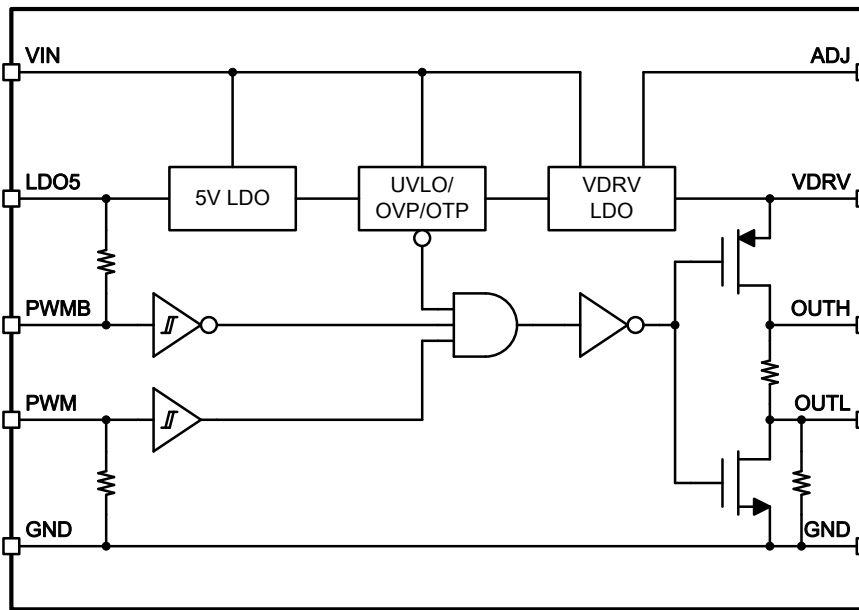 VIN
ADJ
LDO5
5V LDO
UVLO/
OVP/OTP
VDRV
LDO
VDRV
PWMB
OUTH
PWM
OUTL
GND
GND